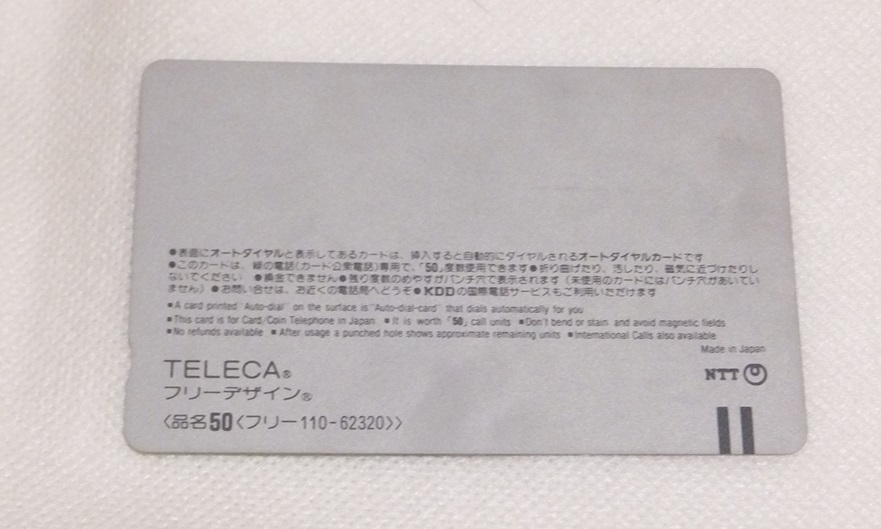 ●表面にオートダイヤルと表示してあるカードは、挿入すると自動的にダイヤルされるオートダイヤルカードです
●このカードは、緑の電話(カード公衆電話)専用で、「50」度数使用できます●折り曲げたり、汚したり、磁気に近づけたりし
ないでください ●換金できません●残り度数のめやすがパンチ穴で表示されます(未使用のカードにはパンチ穴があいてい
ません)●お問い合せは、お近くの電話局へどうぞ●KDDの国際電話サービスもご利用いただけます
■A card printed "Auto-dial" on the surface is "Auto-dial-card" that dials automatically for you
■This card is for Card/Coin Telephone in Japan ■It is worth「50」call units ■Don't bend or stain and avoid magnetic fields
■No refunds available ■After usage a punched hole shows approximate remaining units ■International Calls also available
Made in Japan
TELECA®
NTT
フリーデザイン®
〈品名50〈フリー110-62320〉〉